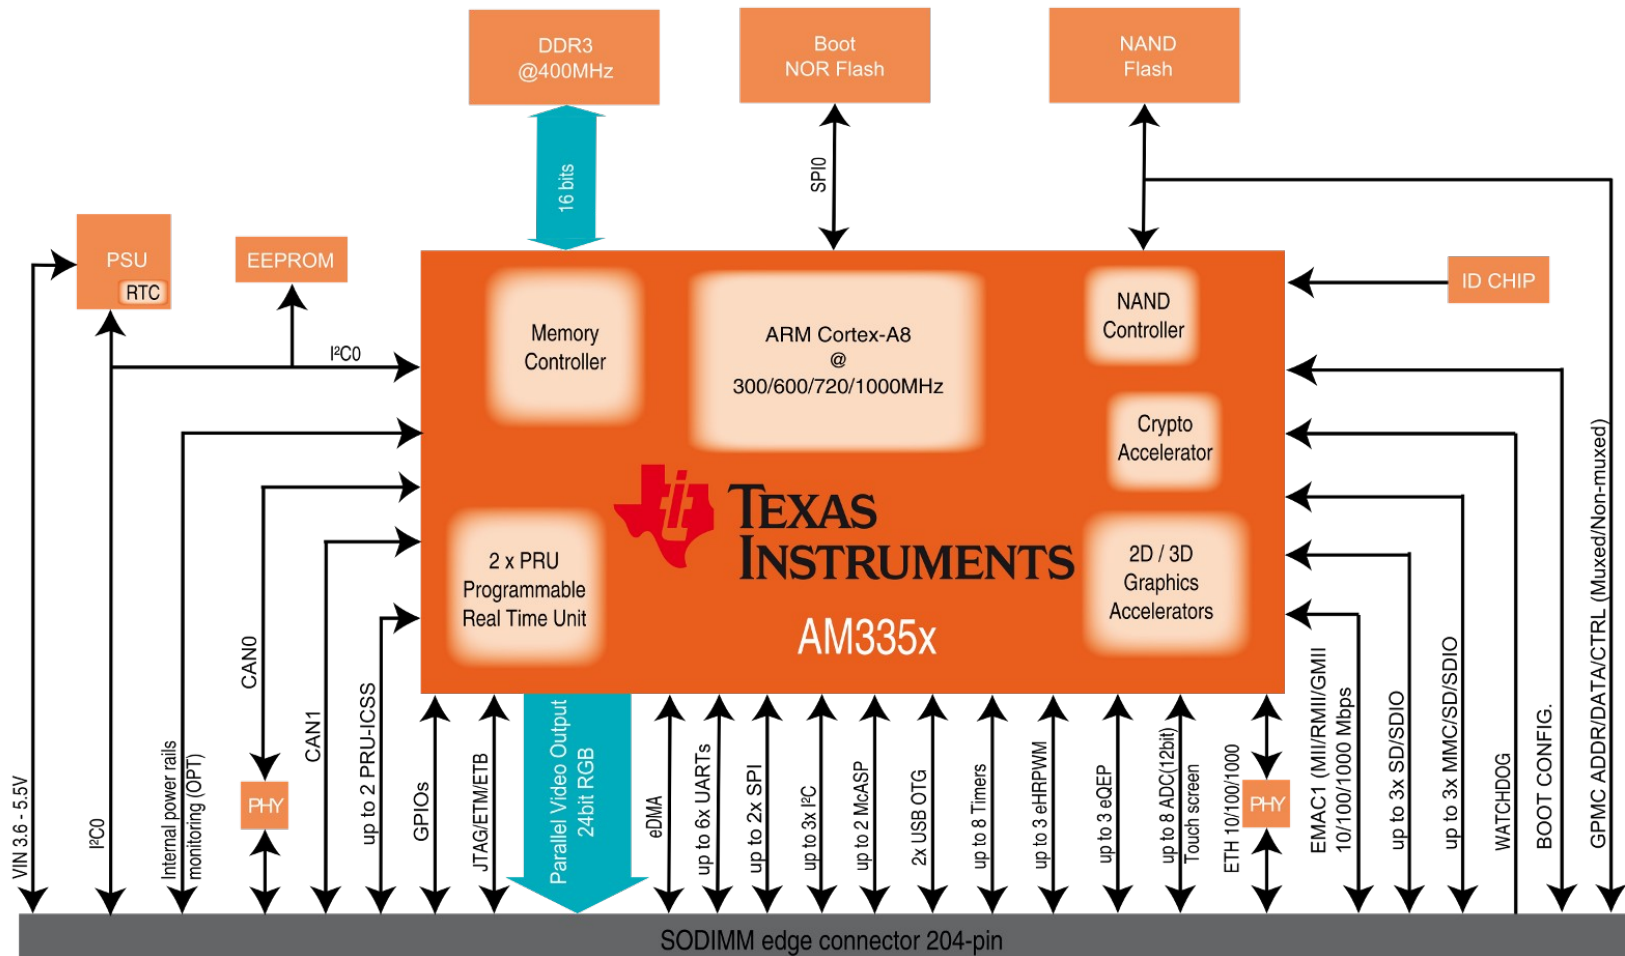 DDR3
@400MHz
Boot
NOR Flash
NAND
Flash
16 bits
SPI0
PSU
RTC
EEPROM
ID CHIP
I²C0
Memory
Controller
ARM Cortex-A8
@
300/600/720/1000MHz
NAND
Controller
Crypto
Accelerator
TEXAS
INSTRUMENTS
AM335x
2 x PRU
Programmable
Real Time Unit
2D / 3D
Graphics
Accelerators
VIN 3.6 - 5.5V
I²C0
Internal power rails
monitoring (OPT)
CAN0
PHY
CAN1
up to 2 PRU-ICSS
GPIOs
JTAG/ETM/ETB
Parallel Video Output
24bit RGB
eDMA
up to 6x UARTs
up to 2x SPI
up to 3x I²C
up to 2 McASP
2x USB OTG
up to 8 Timers
up to 3 eHRPWM
up to 3 eQEP
up to 8 ADC(12bit)
Touch screen
ETH 10/100/1000
PHY
EMAC1 (MII/RMII/GMII
10/100/1000 Mbps
up to 3x SD/SDIO
up to 3x MMC/SD/SDIO
WATCHDOG
BOOT CONFIG.
GPMC ADDR/DATA/CTRL (Muxed/Non-muxed)
SODIMM edge connector 204-pin